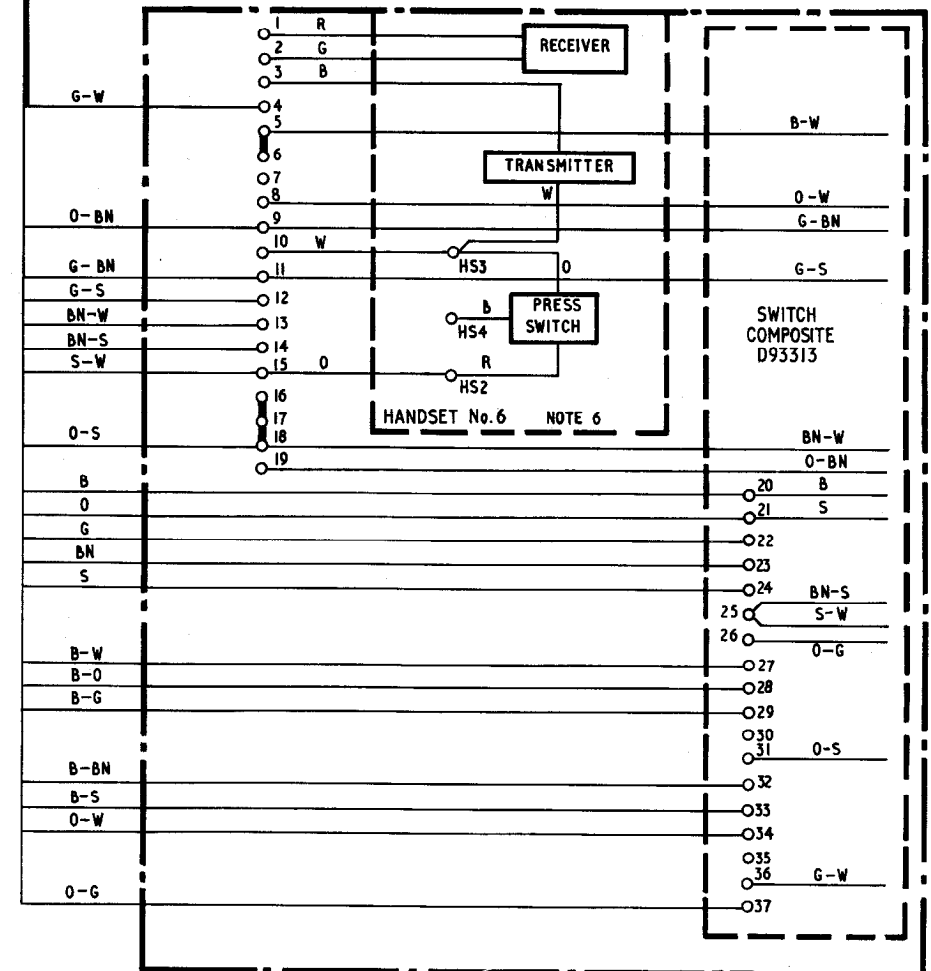 1 R
RECEIVER
2 G
3 B
G-W
4
5
B-W
6
TRANSMITTER
7
W
8
O-W
O-BN
9
G-BN
10 W
HS3
O
G-BN
11
G-S
G-S
12
PRESS
SWITCH
B
HS4
BN-W
13
SWITCH
COMPOSITE
D93313
BN-S
14
S-W
15 O
R
HS2
16
17
HANDSET No.6 NOTE 6
O-S
18
BN-W
19
O-BN
B
20 B
O
21 S
G
22
BN
23
S
24
BN-S
25
S-W
26
O-G
B-W
27
B-O
28
B-G
29
30
31 O-S
B-BN
32
B-S
33
O-W
34
35
36 G-W
O-G
37